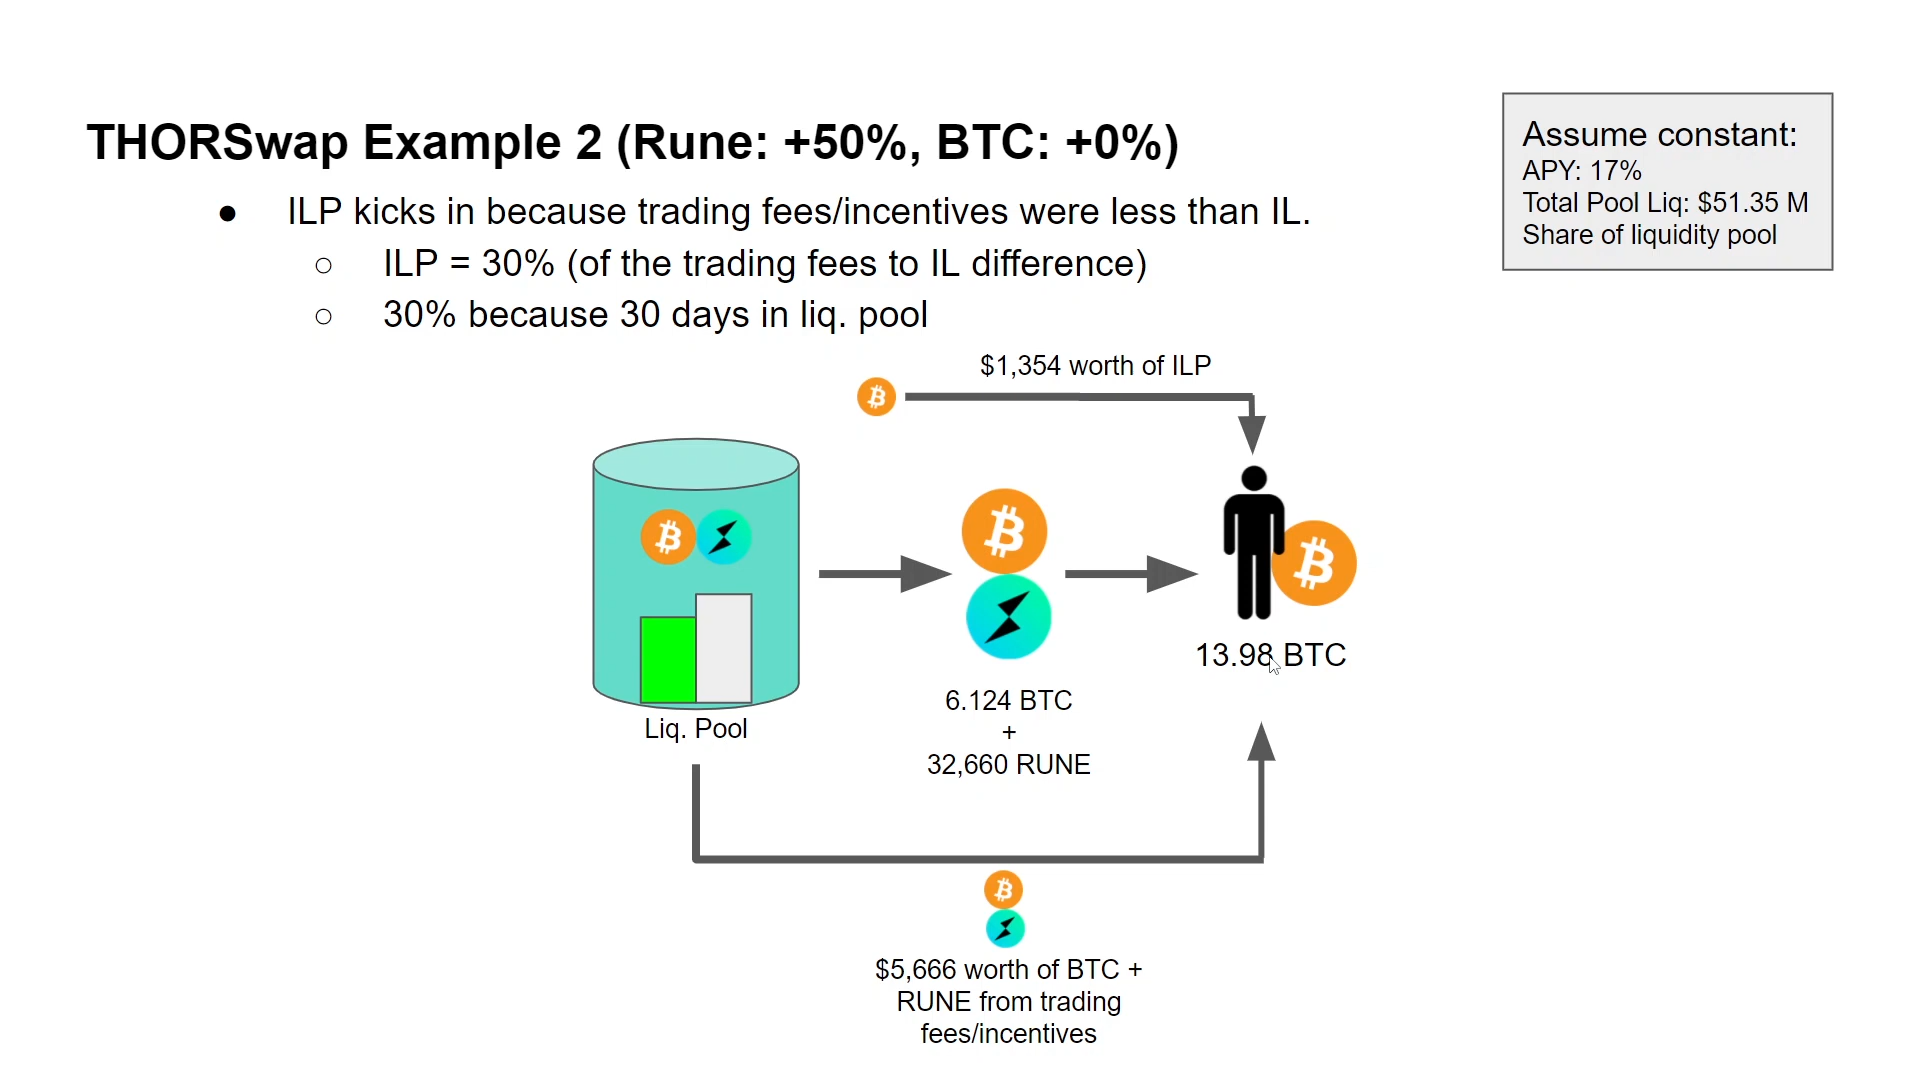 THORSwap Example 2 (Rune: +50%, BTC: +0%)
● ILP kicks in because trading fees/incentives were less than IL.
○ ILP = 30% (of the trading fees to IL difference)
○ 30% because 30 days in liq. pool
Assume constant:
APY: 17%
Total Pool Liq: $51.35 M
Share of liquidity pool
$1,354 worth of ILP
Liq. Pool
6.124 BTC
+
32,660 RUNE
13.98 BTC
$5,666 worth of BTC +
RUNE from trading
fees/incentives